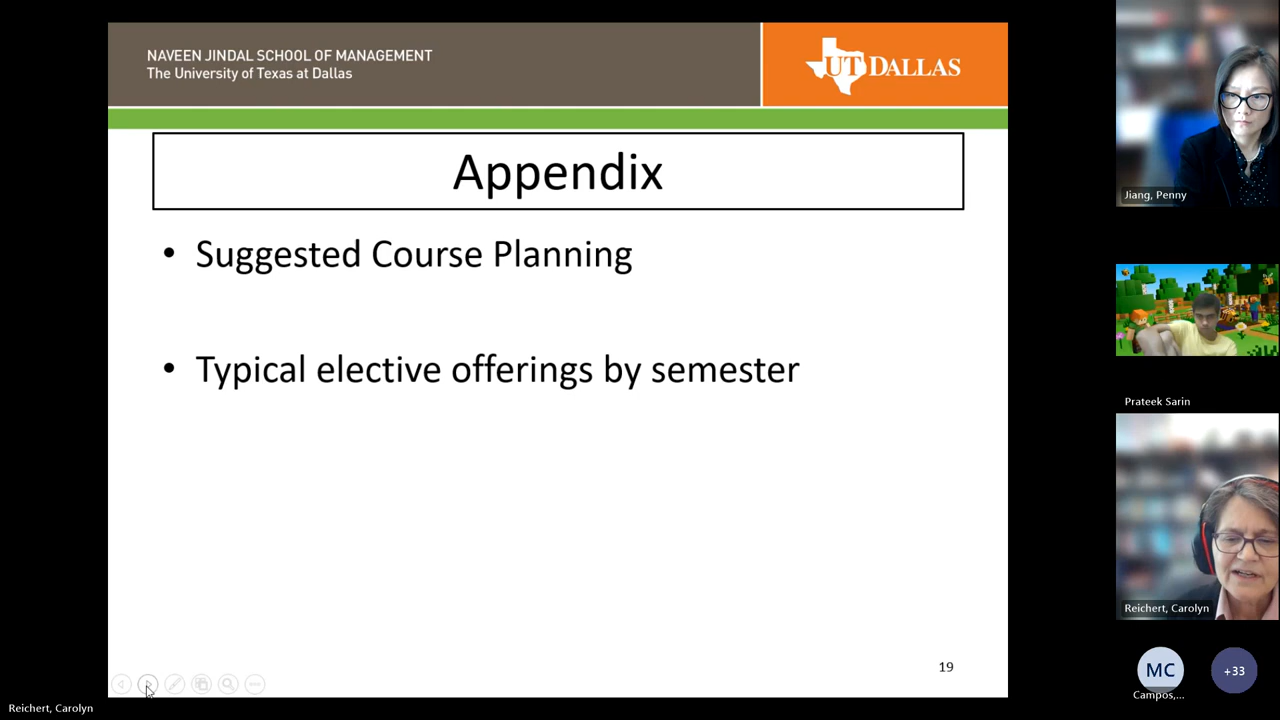 NAVEEN JINDAL SCHOOL OF MANAGEMENT
The University of Texas at Dallas
UT DALLAS
Appendix
• Suggested Course Planning
• Typical elective offerings by semester
19
Reichert, Carolyn
Jiang, Penny
Prateek Sarin
Reichert, Carolyn
MC
+33
Campos,...